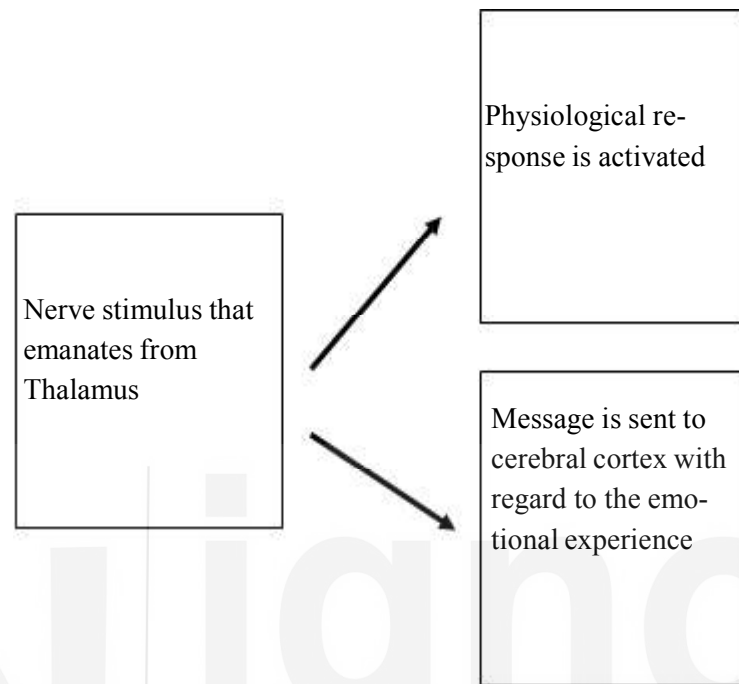 Physiological re-
sponse is activated
Nerve stimulus that
emanates from
Thalamus
Message is sent to
cerebral cortex with
regard to the emo-
tional experience
igno